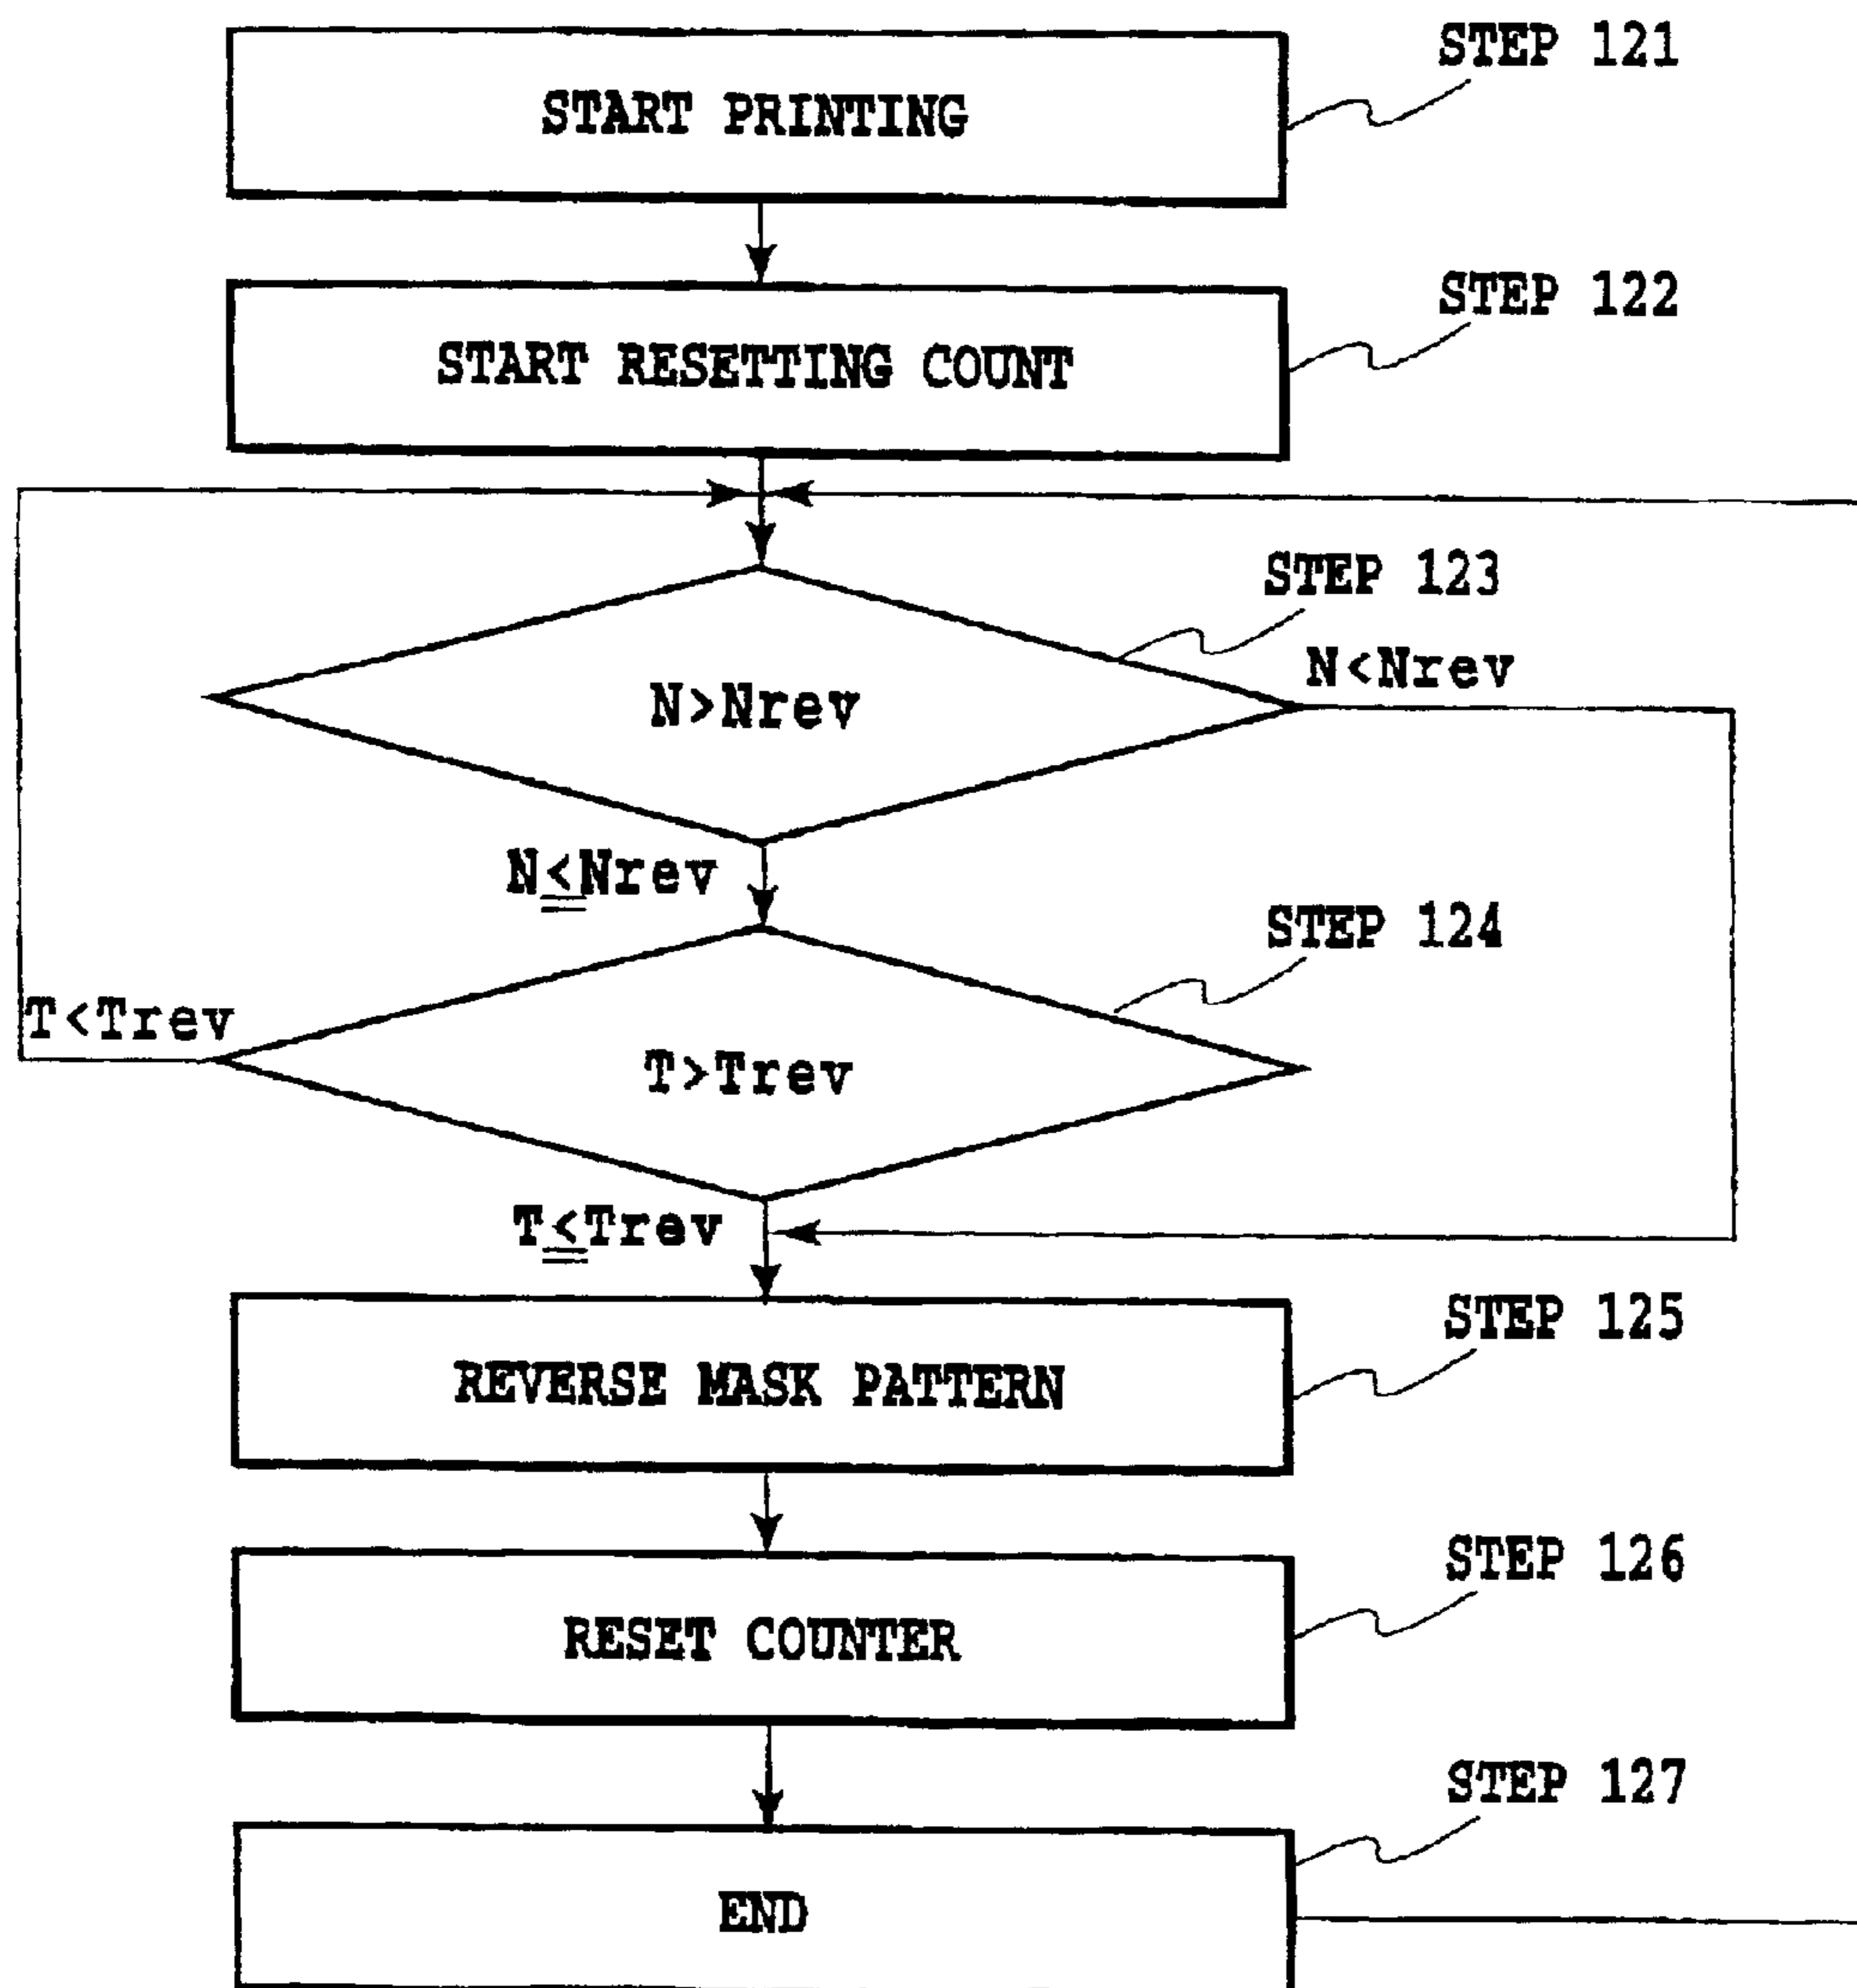 STEP 121
START PRINTING
STEP 122
START RESETTING COUNT
STEP 123
N<Nrev
N>Nrev
N≦Nrev
STEP 124
T<Trev
T>Trev
T≦Trev
STEP 125
REVERSE MASK PATTERN
STEP 126
RESET COUNTER
STEP 127
END